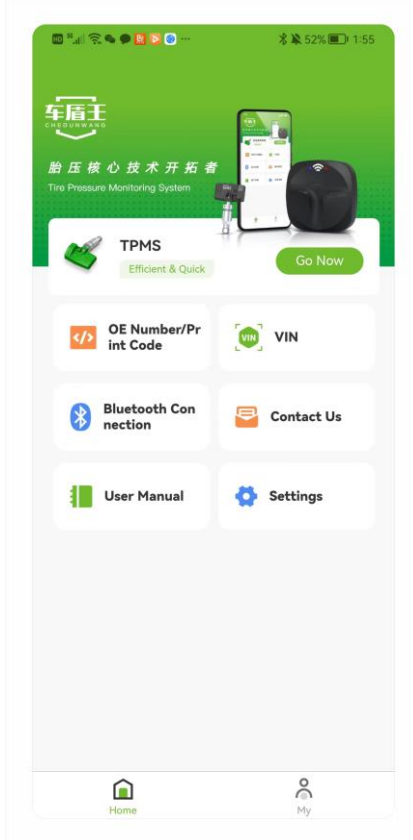 HD 52% 1:55
车盾王
CHEDUNWANG
胎压核心技术开拓者
Tire Pressure Monitoring System
TPMS
Efficient & Quick
Go Now
</>
OE Number/Pr
int Code
VIN
VIN
Bluetooth Con
nection
Contact Us
User Manual
Settings
Home
My